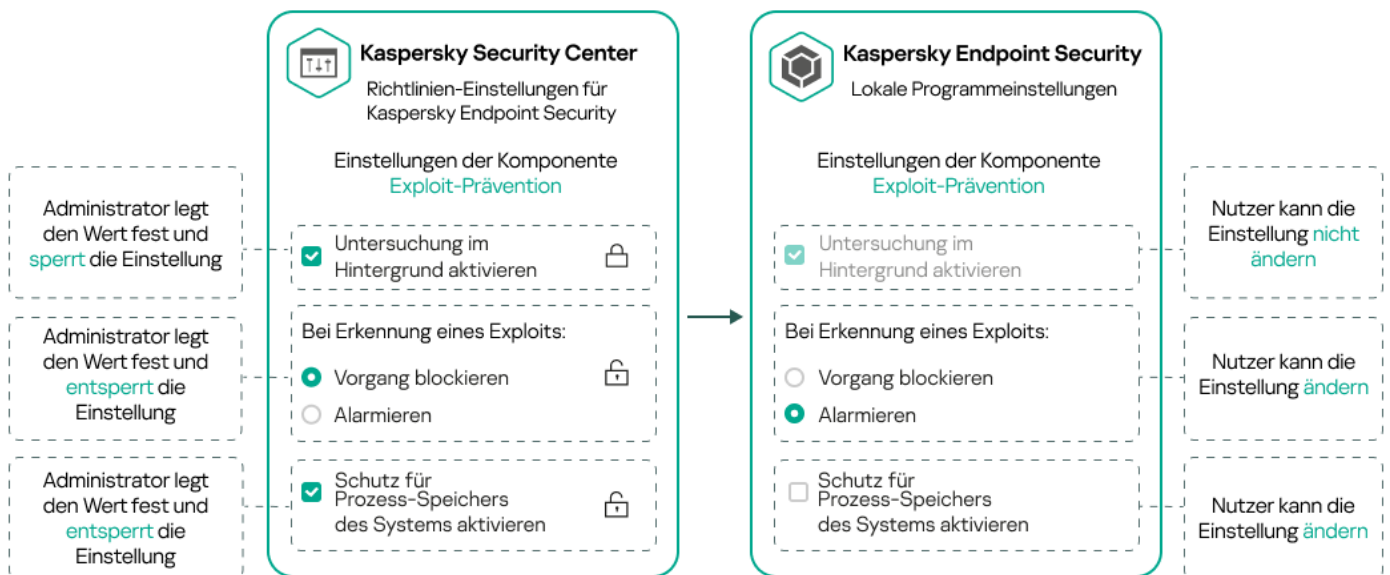 Kaspersky Security Center
Richtlinien-Einstellungen für
Kaspersky Endpoint Security
Einstellungen der Komponente
Exploit-Prävention
Administrator legt
den Wert fest und
sperrt die Einstellung
Untersuchung im
Hintergrund aktivieren
Administrator legt
den Wert fest und
entsperrt die
Einstellung
Bei Erkennung eines Exploits:
Vorgang blockieren
Alarmieren
Administrator legt
den Wert fest und
entsperrt die
Einstellung
Schutz für
Prozess-Speichers
des Systems aktivieren
Kaspersky Endpoint Security
Lokale Programmeinstellungen
Einstellungen der Komponente
Exploit-Prävention
Untersuchung im
Hintergrund aktivieren
Nutzer kann die
Einstellung nicht
ändern
Bei Erkennung eines Exploits:
Vorgang blockieren
Alarmieren
Nutzer kann die
Einstellung ändern
Schutz für
Prozess-Speichers
des Systems aktivieren
Nutzer kann die
Einstellung ändern